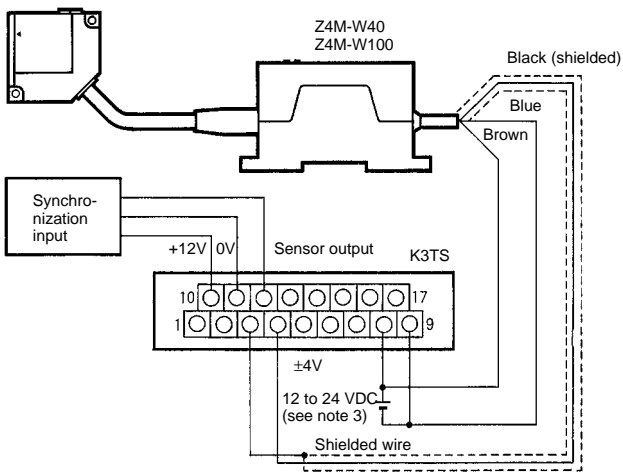 Z4M-W40
Z4M-W100
Black (shielded)
Blue
Brown
Synchro-
nization
input
+12V 0V
Sensor output
K3TS
10
17
1
9
±4V
12 to 24 VDC
(see note 3)
Shielded wire